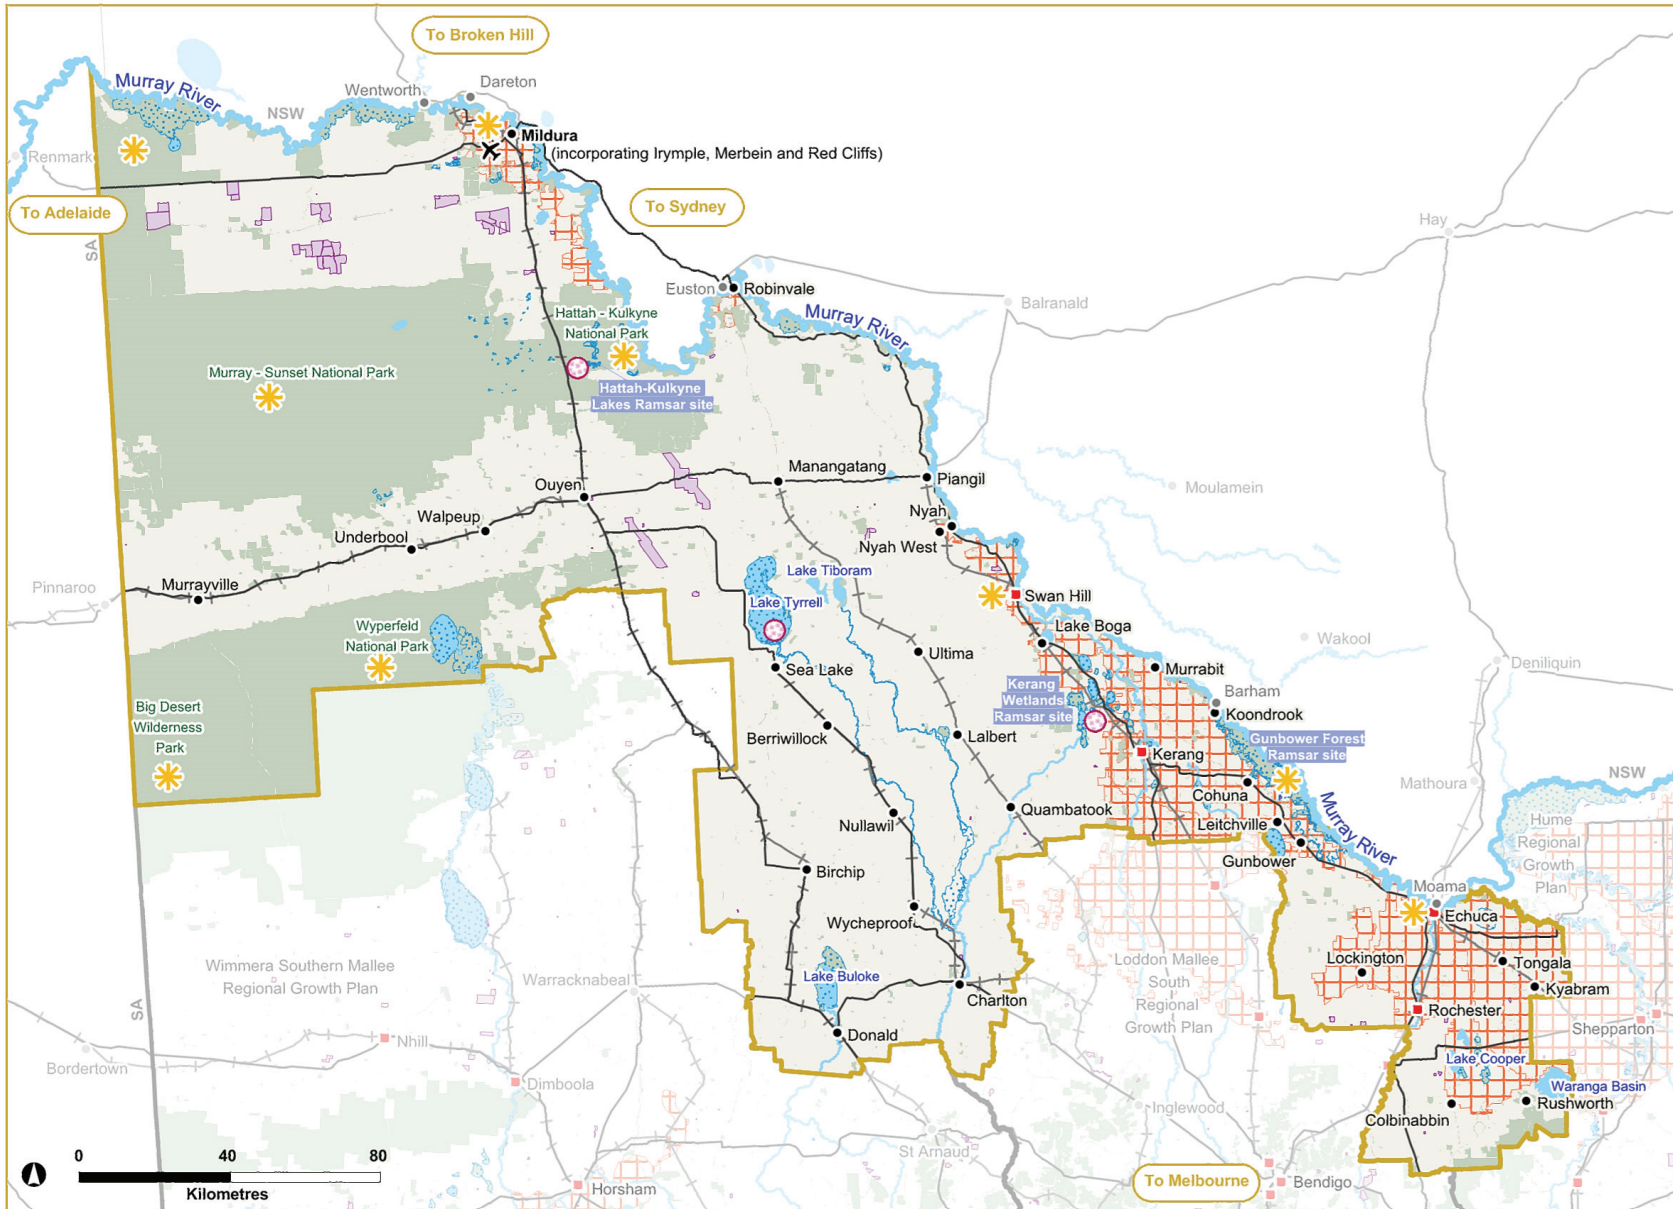 To Broken Hill
Murray River
Wentworth
Dareton
NSW
Mildura
(incorporating Irymple, Merbein and Red Cliffs)
Renmark
To Adelaide
To Sydney
Hay
SA
Euston
Robinvale
Balranald
Hattah - Kulkyne
National Park
Murray River
Murray - Sunset National Park
Hattah-Kulkyne
Lakes Ramsar site
Manangatang
Piangil
Ouyen
Moulamein
Walpeup
Nyah
Underbool
Nyah West
Lake Tiboram
Pinnaroo
Murrayville
Lake Tyrrell
Swan Hill
Wyperfeld
National Park
Lake Boga
Wakool
Ultima
Sea Lake
Murrabit
Deniliquin
Kerang
Wetlands
Ramsar site
Barham
Koondrook
Big Desert
Wilderness
Park
Berriwillock
Lalbert
Gunbower Forest
Ramsar site
Kerang
NSW
Mathoura
Cohuna
Quambatook
Nullawil
Leitchville
Murray River
Hume
Regional
Growth
Plan
Gunbower
Birchip
Moama
Echuca
Wycheproof
Lockington
Tongala
Wimmera Southern Mallee
Regional Growth Plan
Warracknabeal
Lake Buloke
Loddon Mallee
South
Regional
Growth Plan
Kyabram
Charlton
SA
Rochester
Donald
Shepparton
Nhill
Bordertown
Lake Cooper
Dimboola
Waranga Basin
Rushworth
Inglewood
Colbinabbin
St Arnaud
0
40
80
Kilometres
Horsham
To Melbourne
Bendigo